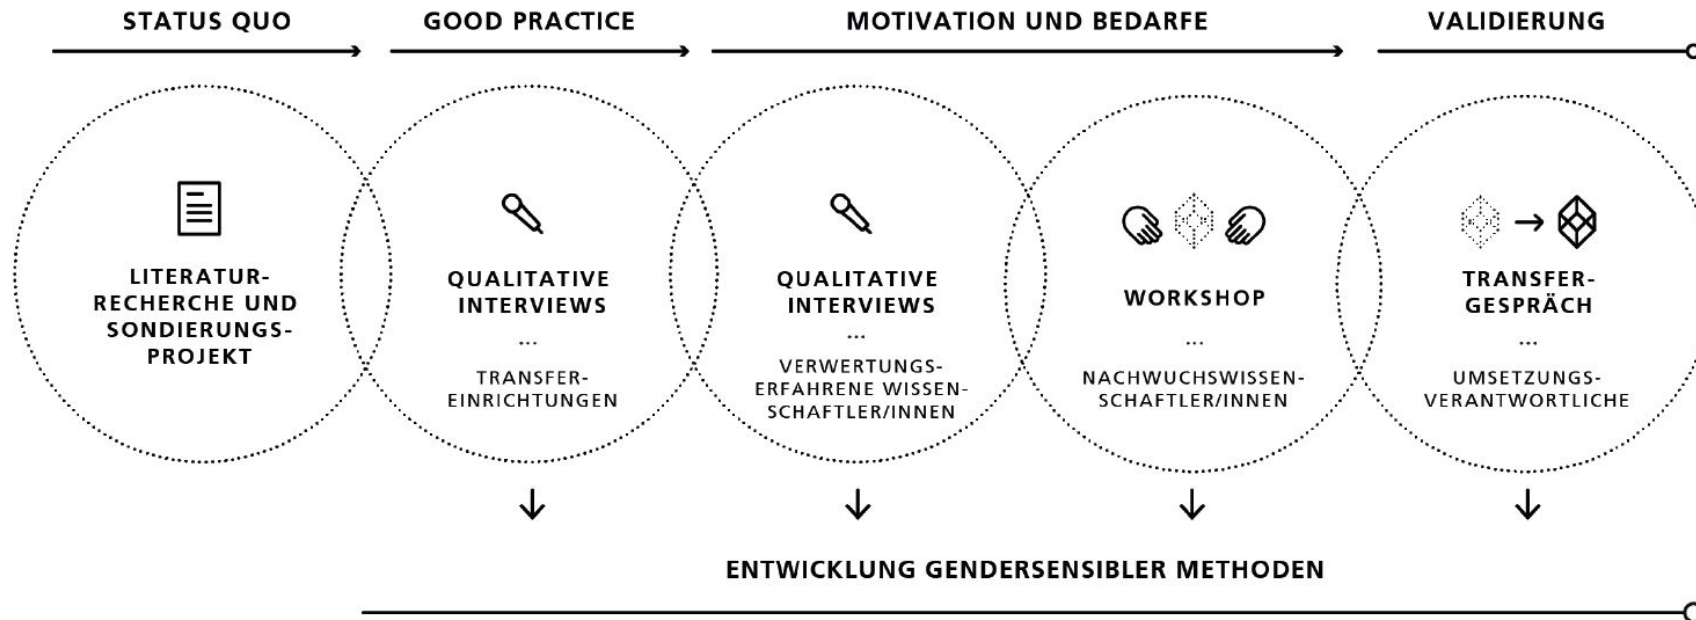 STATUS QUO
GOOD PRACTICE
MOTIVATION UND BEDARFE
VALIDIERUNG
LITERATUR-
RECHERCHE UND
SONDIERUNGS-
PROJEKT
QUALITATIVE
INTERVIEWS
...
TRANSFER-
EINRICHTUNGEN
QUALITATIVE
INTERVIEWS
...
VERWERTUNGS-
ERFAHRENE WISSEN-
SCHAFTLER/INNEN
WORKSHOP
...
NACHWUCHSWISSEN-
SCHAFTLER/INNEN
TRANSFER-
GESPRÄCH
...
UMSETZUNGS-
VERANTWORTLICHE
ENTWICKLUNG GENDERSENSIBLER METHODEN